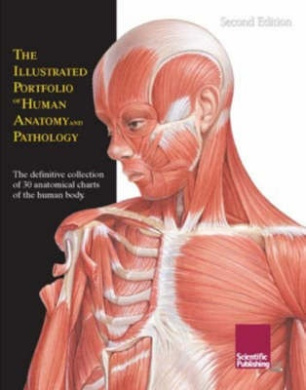 Second Edition
THE
ILLUSTRATED
PORTFOLIO
OF HUMAN
ANATOMY AND
PATHOLOGY
The definitive collection
of 30 anatomical charts
of the human body
Scientific
Publishing